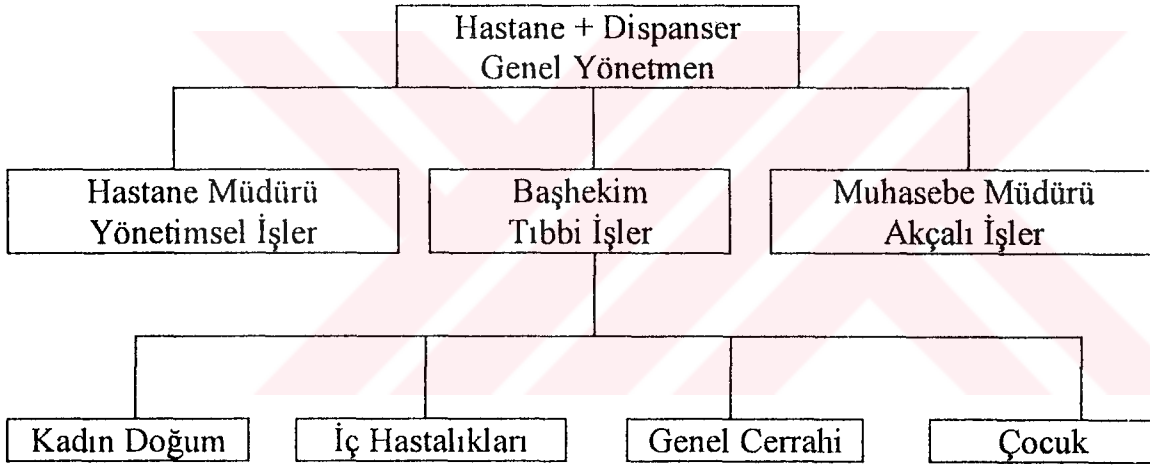 Hastane + Dispanser
Genel Yönetmen
Hastane Müdürü
Yönetimsel İşler
Başhekim
Tıbbi İşler
Muhasebe Müdürü
Akçalı İşler
Kadın Doğum
İç Hastalıkları
Genel Cerrahi
Çocuk